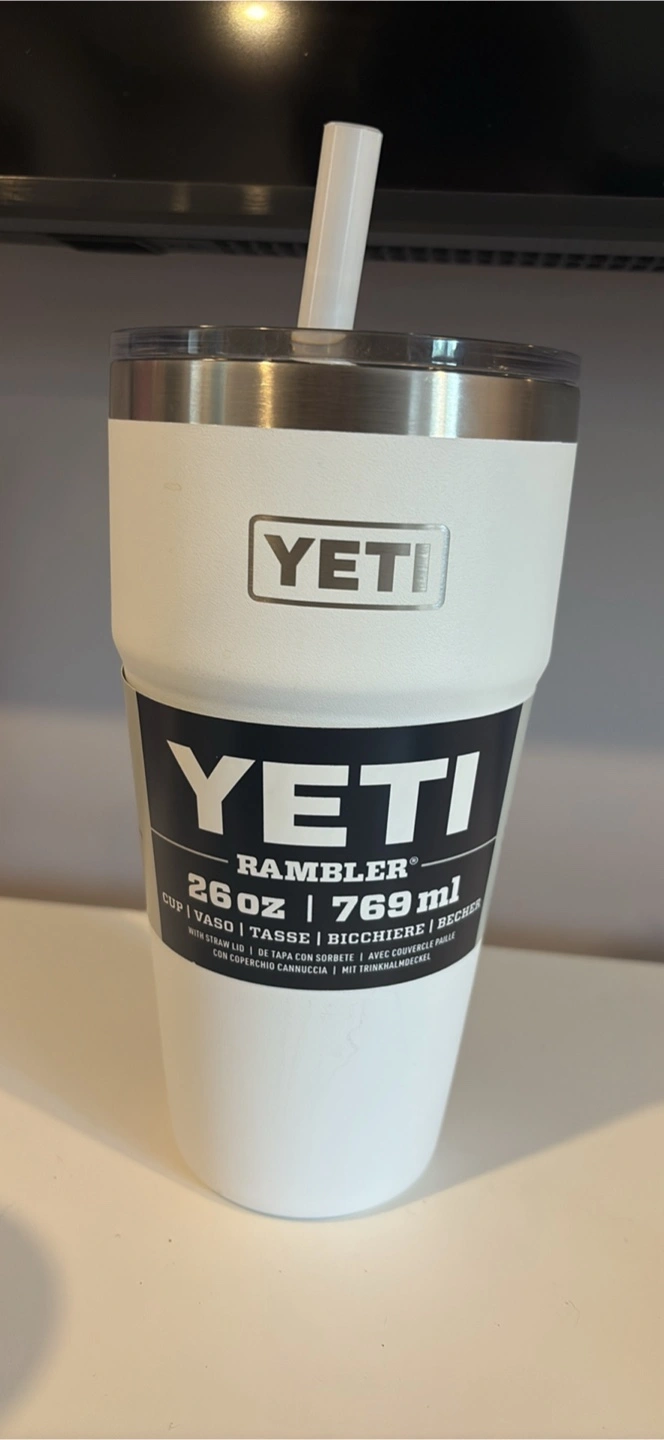 YETI
YETI
RAMBLER®
26 oz | 769 ml
CUP | VASO | TASSE | BICCHIERE | BECHER
WITH STRAW LID | DE TAPA CON SORBETE | AVEC COUVERCLE PAILLE
CON COPERCHIO CANNUCCIA | MIT TRINKHALMDECKEL